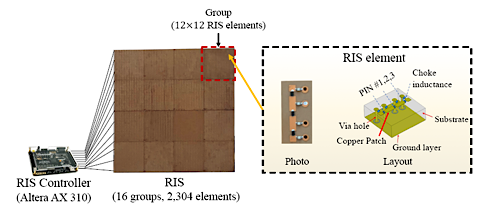 Group
(12×12 RIS elements)
RIS element
PIN #1,2,3
Choke
inductance
Via hole
Substrate
Copper Patch
Ground layer
Photo
Layout
RIS Controller
(Altera AX 310)
RIS
(16 groups, 2,304 elements)